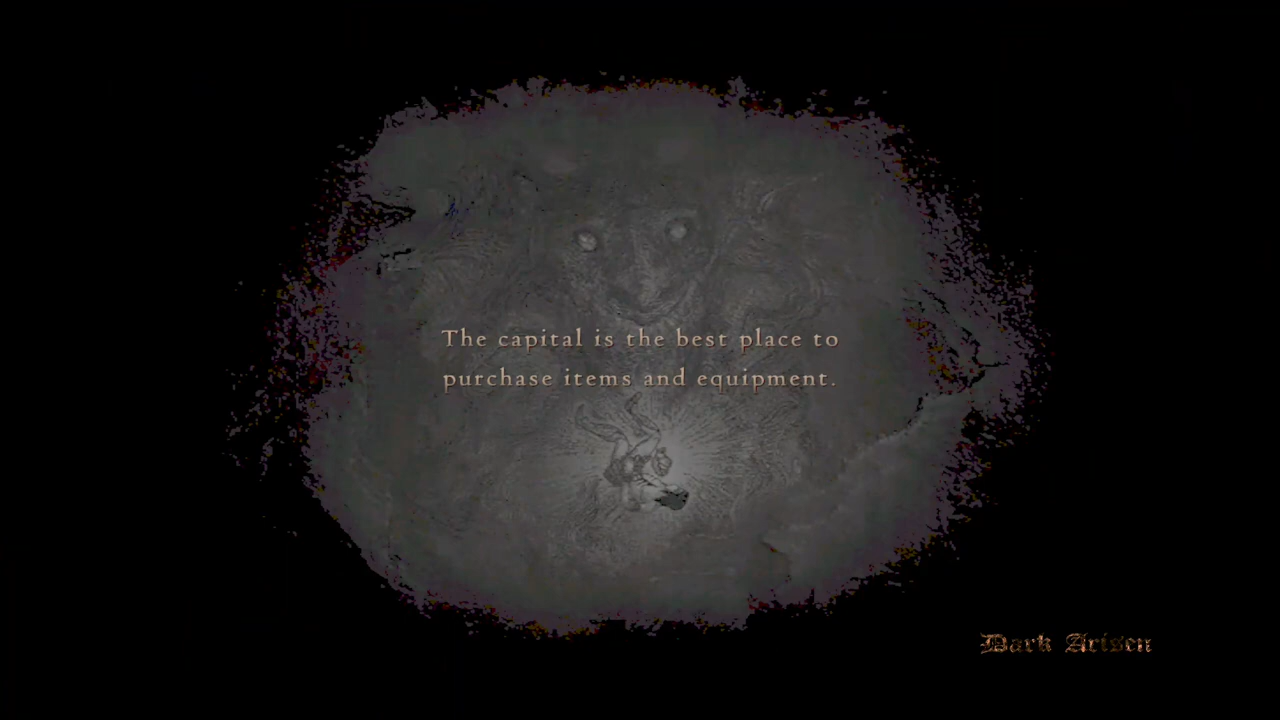 The capital is the best place to
purchase items and equipment.
Dark Arisen